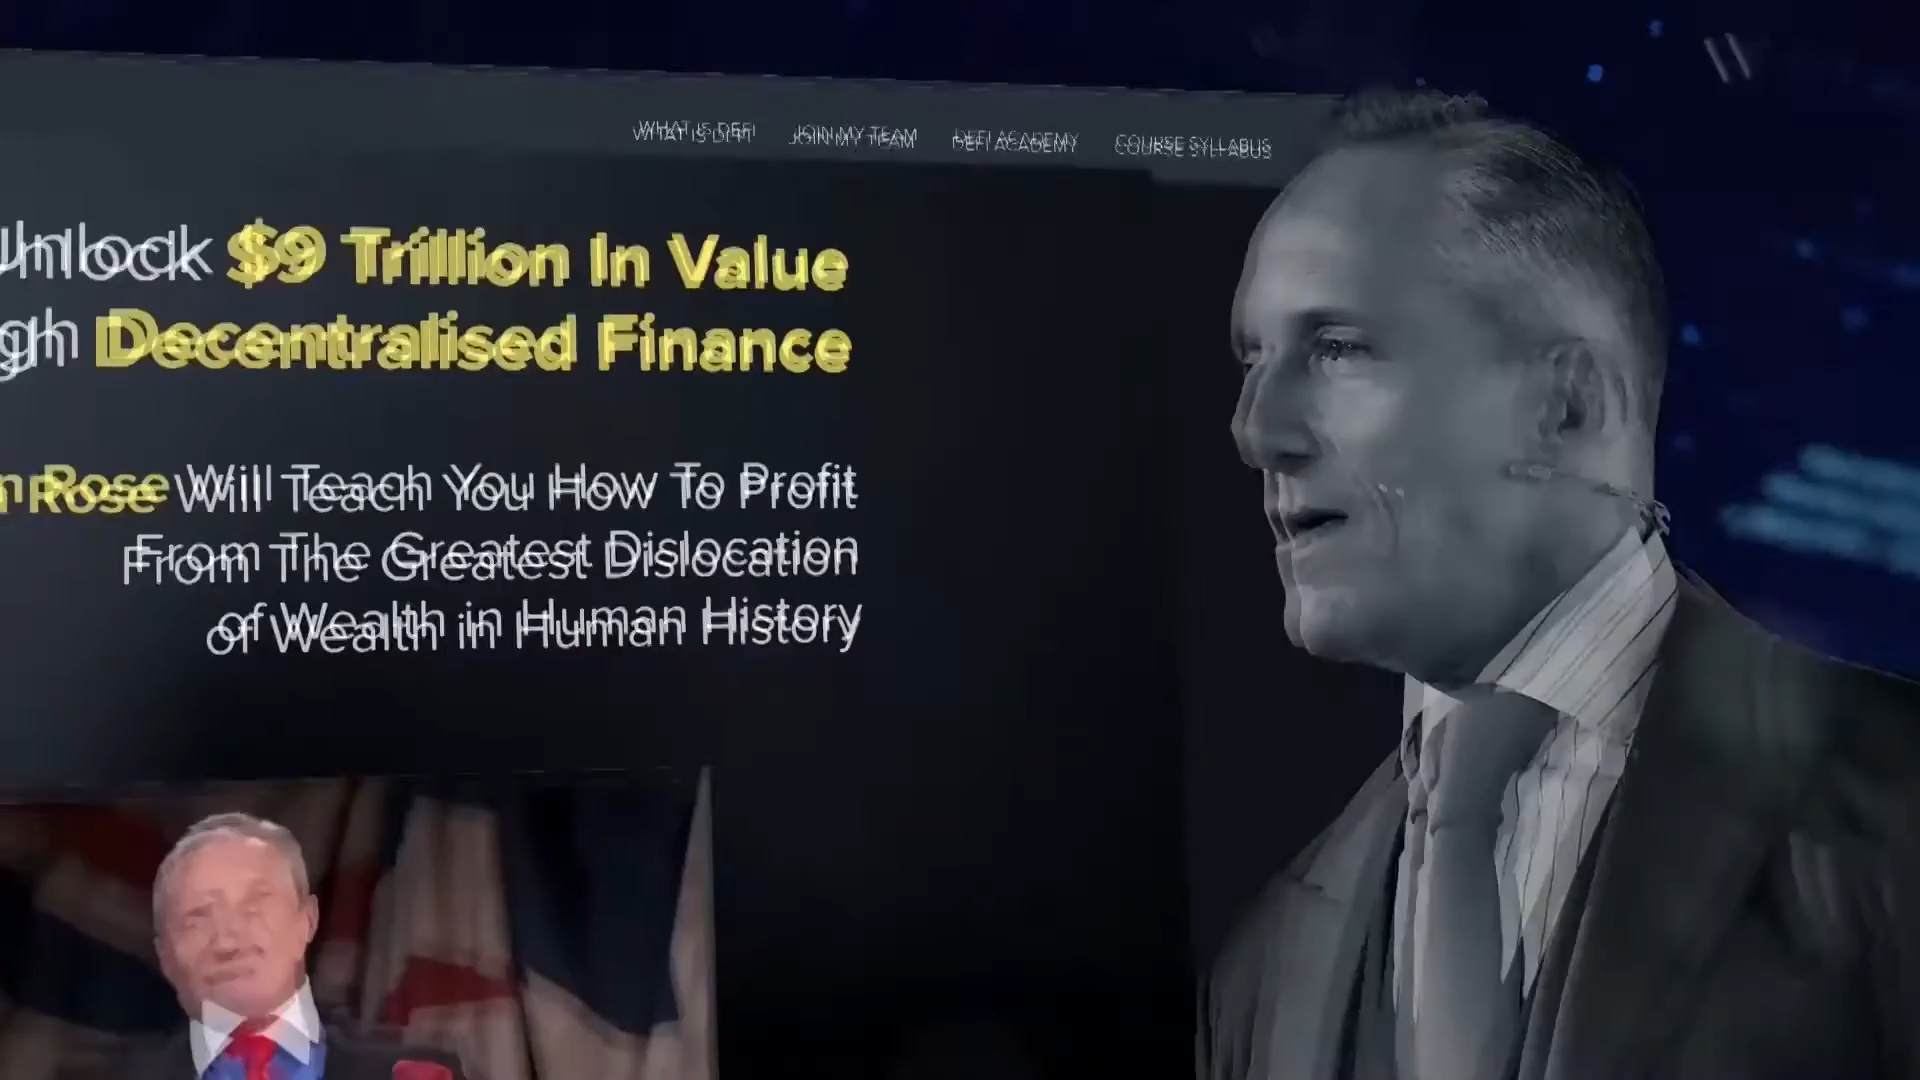 WHAT IS DEFI JOIN MY TEAM DEFI ACADEMY COURSE SYLLABUS
Unlock $9 Trillion In Value
gh Decentralised Finance
n Rose Will Teach You How To Profit
From The Greatest Dislocation
of Wealth in Human History